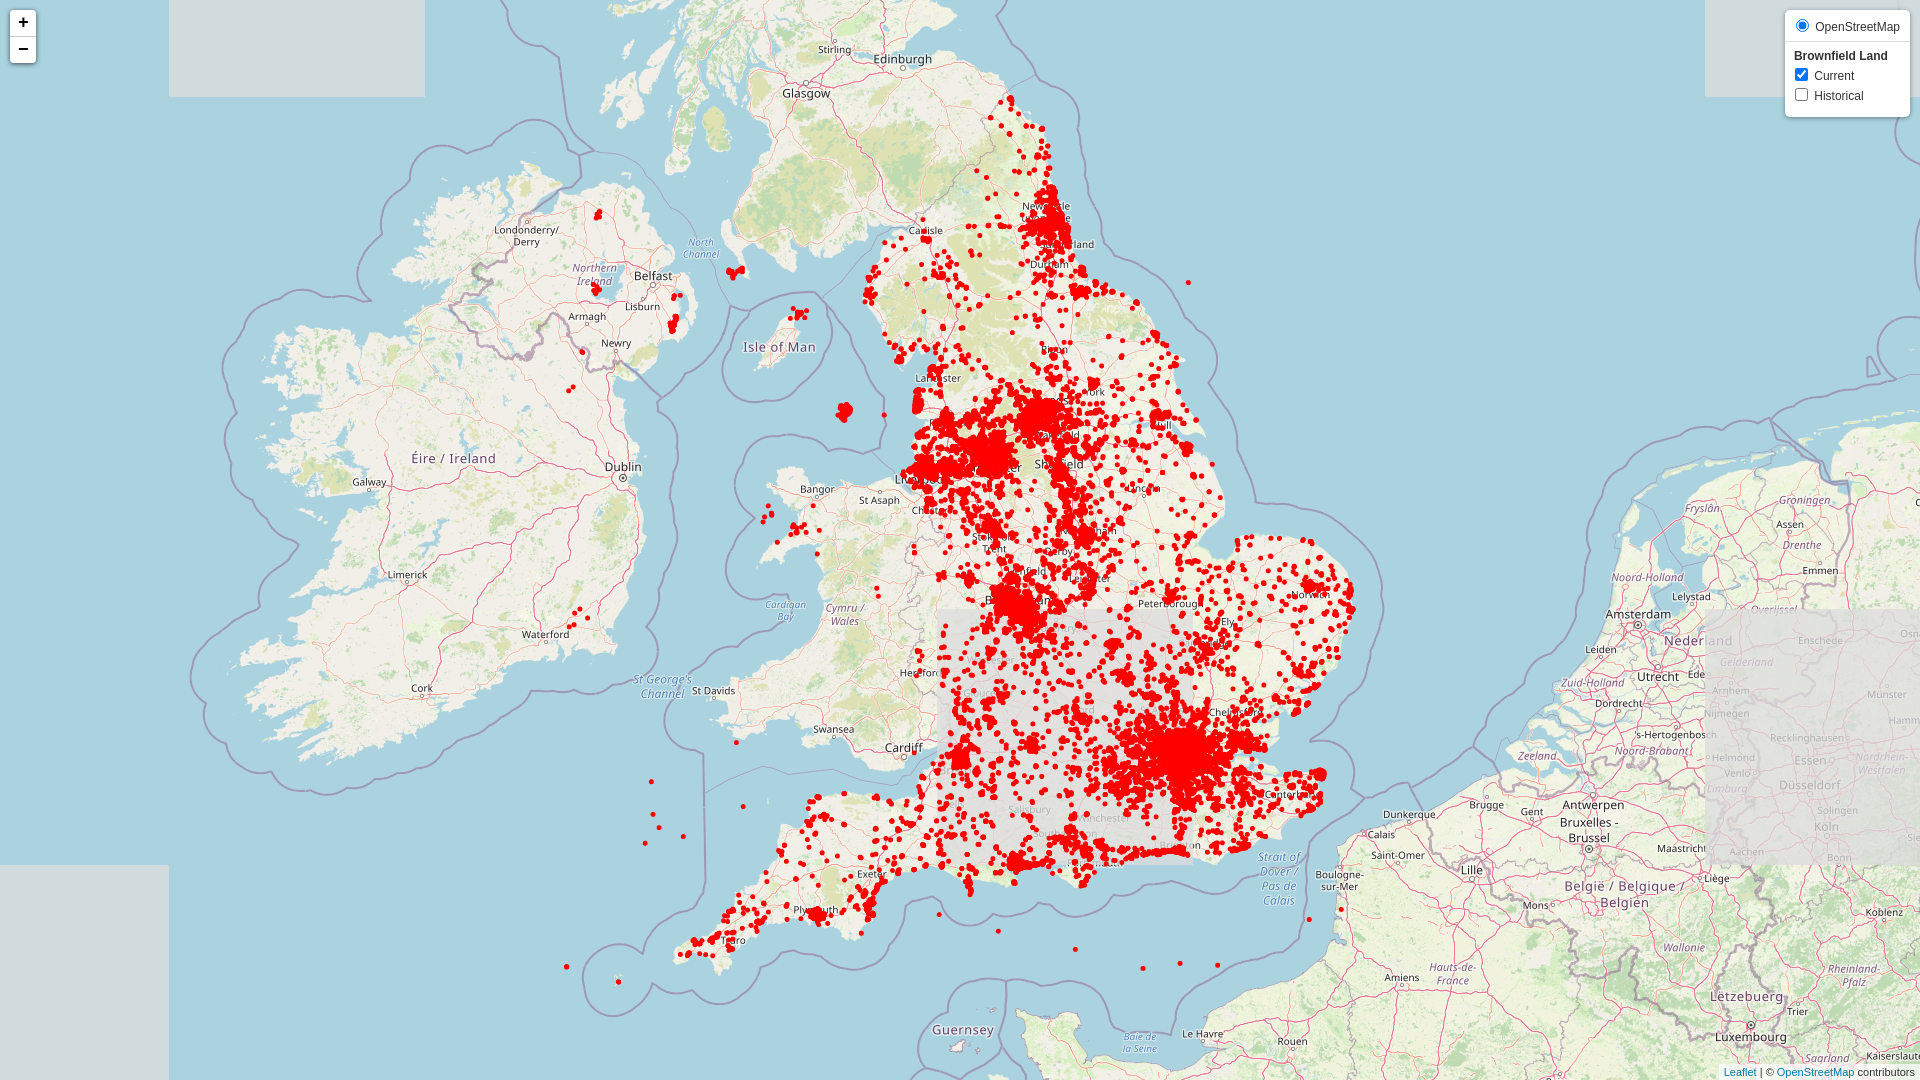 +
−
OpenStreetMap
Brownfield Land
Current
Historical
Stirling
Edinburgh
Glasgow
Londonderry/
Derry
North
Channel
Carlisle
Northern
Ireland
Belfast
Lisburn
Armagh
Newry
Durham
Isle of Man
Ripon
Lancaster
York
Hull
Éire / Ireland
Dublin
Galway
Bangor
St Asaph
Sheffield
Lincoln
Derby
Leicester
Limerick
Cardigan
Bay
Cymru /
Wales
Peterborough
Norwich
Ely
Waterford
Cork
St George's
Channel
St Davids
Swansea
Cardiff
Hereford
Chelmsford
Canterbury
Salisbury
Winchester
Brighton
Exeter
Plymouth
Truro
Strait of
Dover /
Pas de
Calais
Guernsey
Groningen
Fryslân
Assen
Drenthe
Emmen
Noord-Holland
Lelystad
Amsterdam
Overijssel
Enschede
Nederland
Leiden
Utrecht
Ede
Gelderland
Zuid-Holland
Arnhem
Münster
Dordrecht
Nijmegen
's-Hertogenbosch
Noord-Brabant
Zeeland
Recklinghausen
Helmond
Essen
Nordrhein-
Westfalen
Venlo
Limburg
Düsseldorf
Brugge
Gent
Antwerpen
Solingen
Köln
Dunkerque
Calais
Bruxelles -
Brussel
Maastricht
Aachen
Bonn
Saint-Omer
Boulogne-
sur-Mer
Lille
Liège
België / Belgique /
Belgien
Mons
Koblenz
Wallonie
Amiens
Hauts-de-
France
Rheinland-
Pfalz
Lëtzebuerg
Trier
Le Havre
Baie de
la Seine
Rouen
Luxembourg
Saarland
Leaflet | © OpenStreetMap contributors